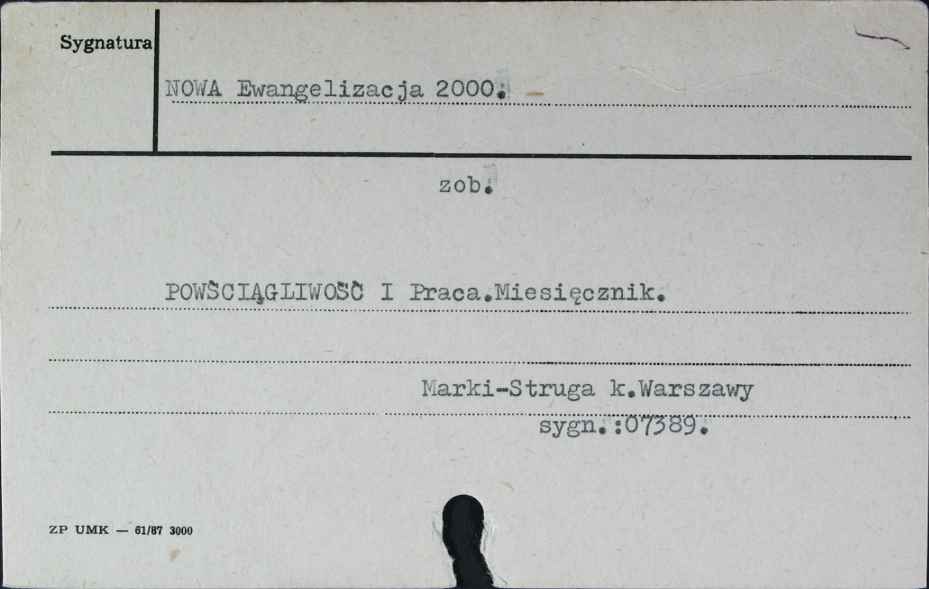 Sygnatura
NOWA Ewangelizacja 2000.
zob.
POWŚCIĄGLIWOŚĆ I Praca.Miesięcznik.
Marki-Struga k.Warszawy
sygn.:07389.
ZP UMK — 61/87 3000